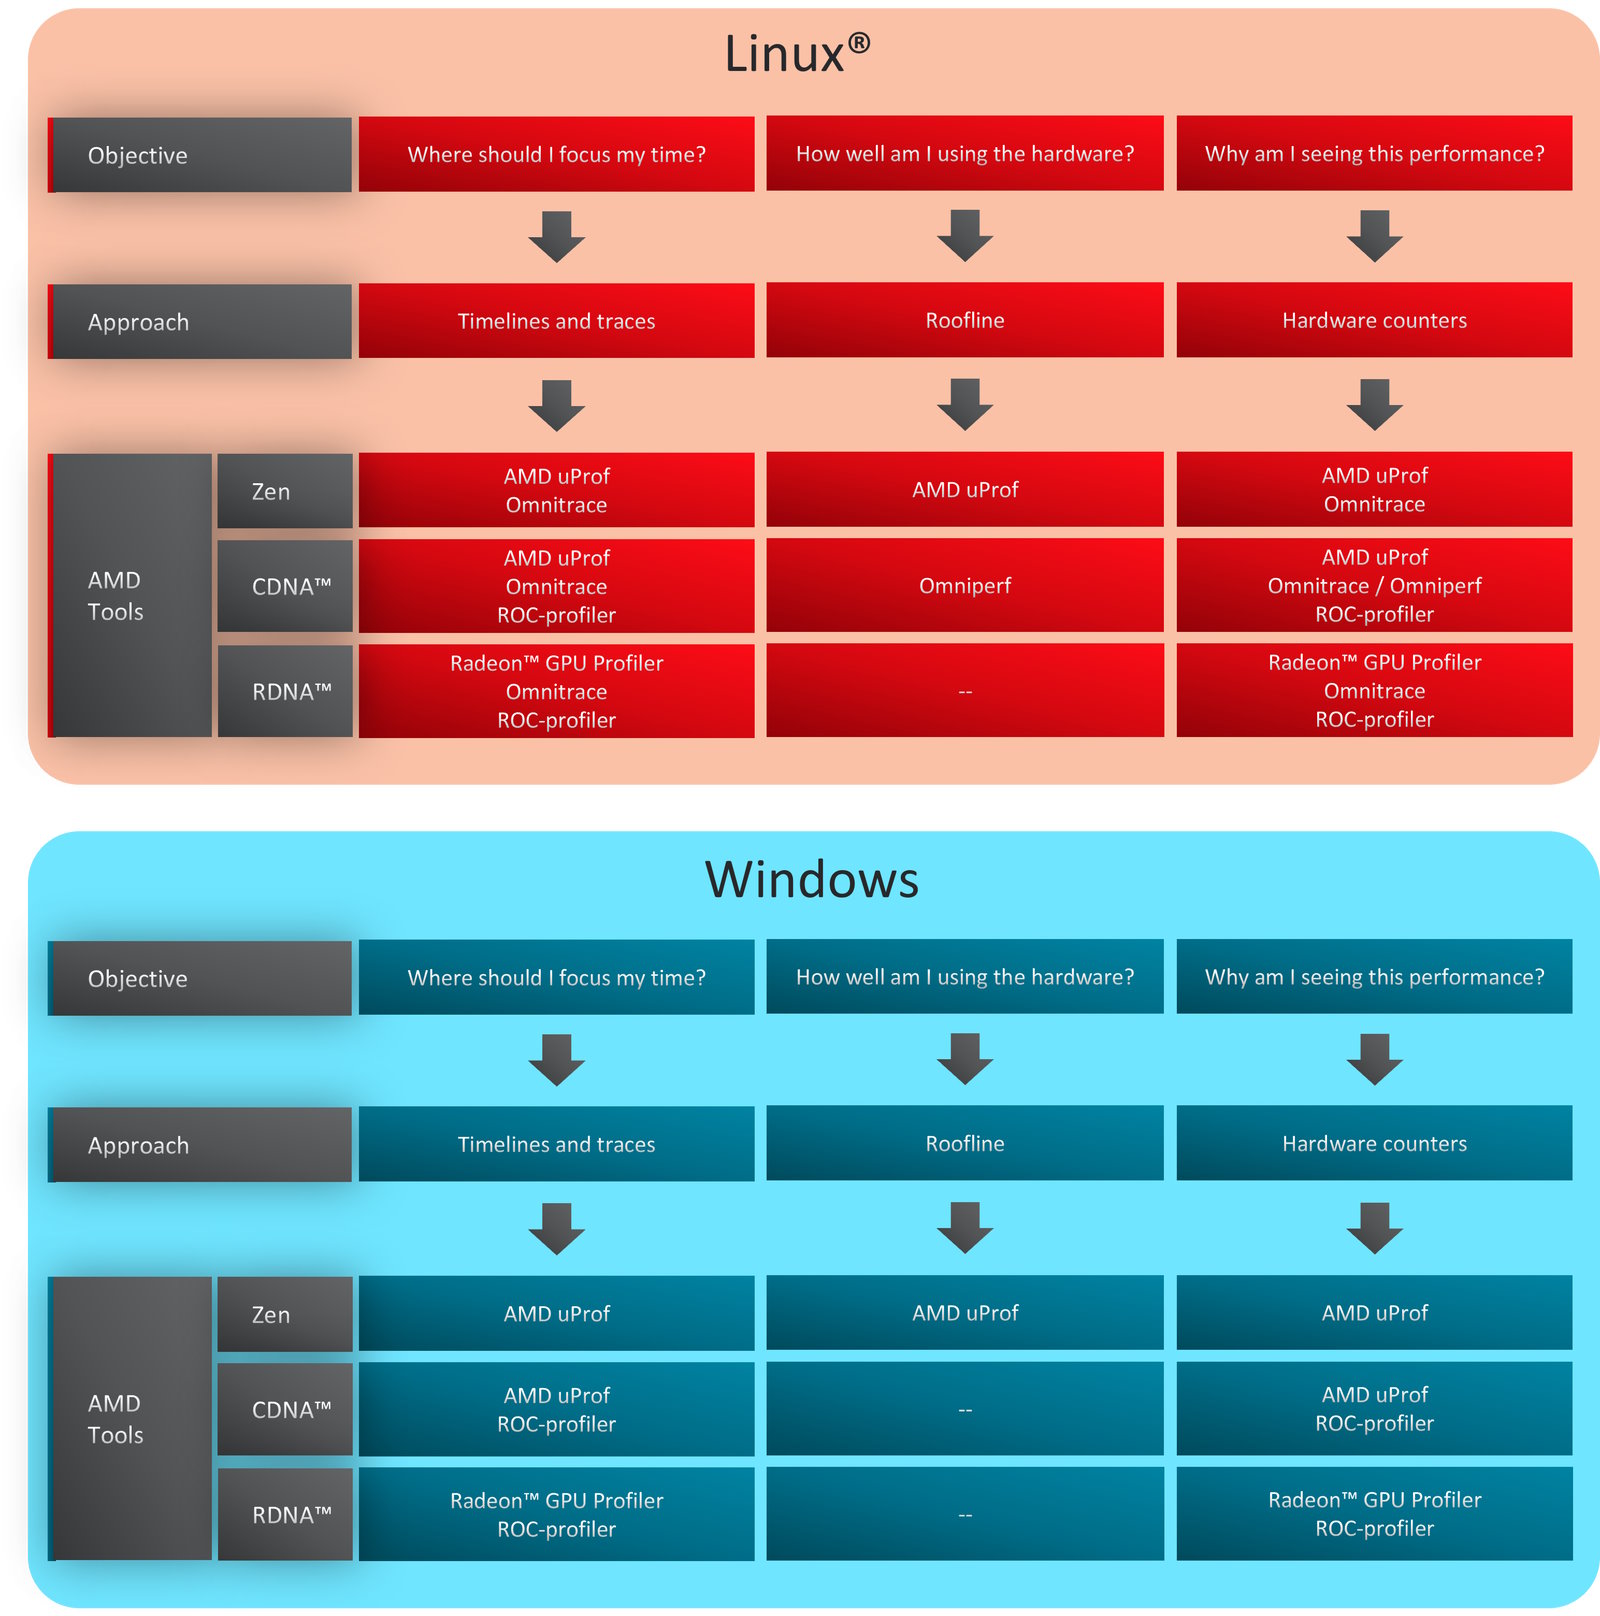 Linux®
Objective
Where should I focus my time?
How well am I using the hardware?
Why am I seeing this performance?
Approach
Timelines and traces
Roofline
Hardware counters
AMD
Tools
Zen
AMD uProf
Omnitrace
AMD uProf
AMD uProf
Omnitrace
CDNA™
AMD uProf
Omnitrace
ROC-profiler
Omniperf
AMD uProf
Omnitrace / Omniperf
ROC-profiler
RDNA™
Radeon™ GPU Profiler
Omnitrace
ROC-profiler
--
Radeon™ GPU Profiler
Omnitrace
ROC-profiler
Windows
Objective
Where should I focus my time?
How well am I using the hardware?
Why am I seeing this performance?
Approach
Timelines and traces
Roofline
Hardware counters
AMD
Tools
Zen
AMD uProf
AMD uProf
AMD uProf
CDNA™
AMD uProf
ROC-profiler
--
AMD uProf
ROC-profiler
RDNA™
Radeon™ GPU Profiler
ROC-profiler
--
Radeon™ GPU Profiler
ROC-profiler